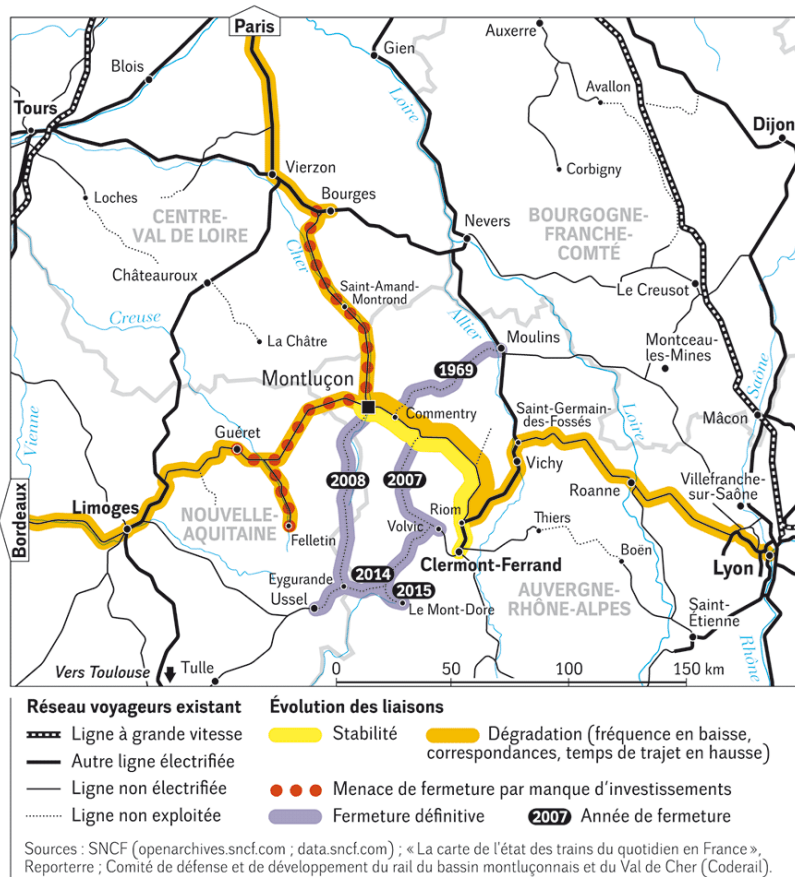 Paris
Gien
Auxerre
Blois
Loire
Avallon
Tours
Dijon
Vierzon
Corbigny
Bourges
Loches
CENTRE-
VAL DE LOIRE
Cher
BOURGOGNE-
FRANCHE-
COMTÉ
Nevers
Châteauroux
Saint-Amand-
Montrond
Le Creusot
Creuse
Allier
La Châtre
Moulins
Montceau-
les-Mines
Saône
1969
Montluçon
Loire
Commentry
Saint-Germain-
des-Fossés
Mâcon
Vienne
Guéret
2008
2007
Vichy
Roanne
Villefranche-
sur-Saône
Bordeaux
Limoges
NOUVELLE-
AQUITAINE
Riom
Volvic
Thiers
Felletin
Clermont-Ferrand
Boën
Lyon
Eygurande
2014
AUVERGNE-
RHÔNE-ALPES
Ussel
2015
Le Mont-Dore
Saint-
Étienne
Rhône
Vers Toulouse
Tulle
0
50
100
150 km
Réseau voyageurs existant
Ligne à grande vitesse
Autre ligne électrifiée
Ligne non électrifiée
Ligne non exploitée
Évolution des liaisons
Stabilité
Dégradation (fréquence en baisse,
correspondances, temps de trajet en hausse)
Menace de fermeture par manque d'investissements
Fermeture définitive
2007
Année de fermeture
Sources : SNCF (openarchives.sncf.com ; data.sncf.com) ; « La carte de l'état des trains du quotidien en France »,
Reporterre ; Comité de défense et de développement du rail du bassin montluçonnais et du Val de Cher (Coderail).